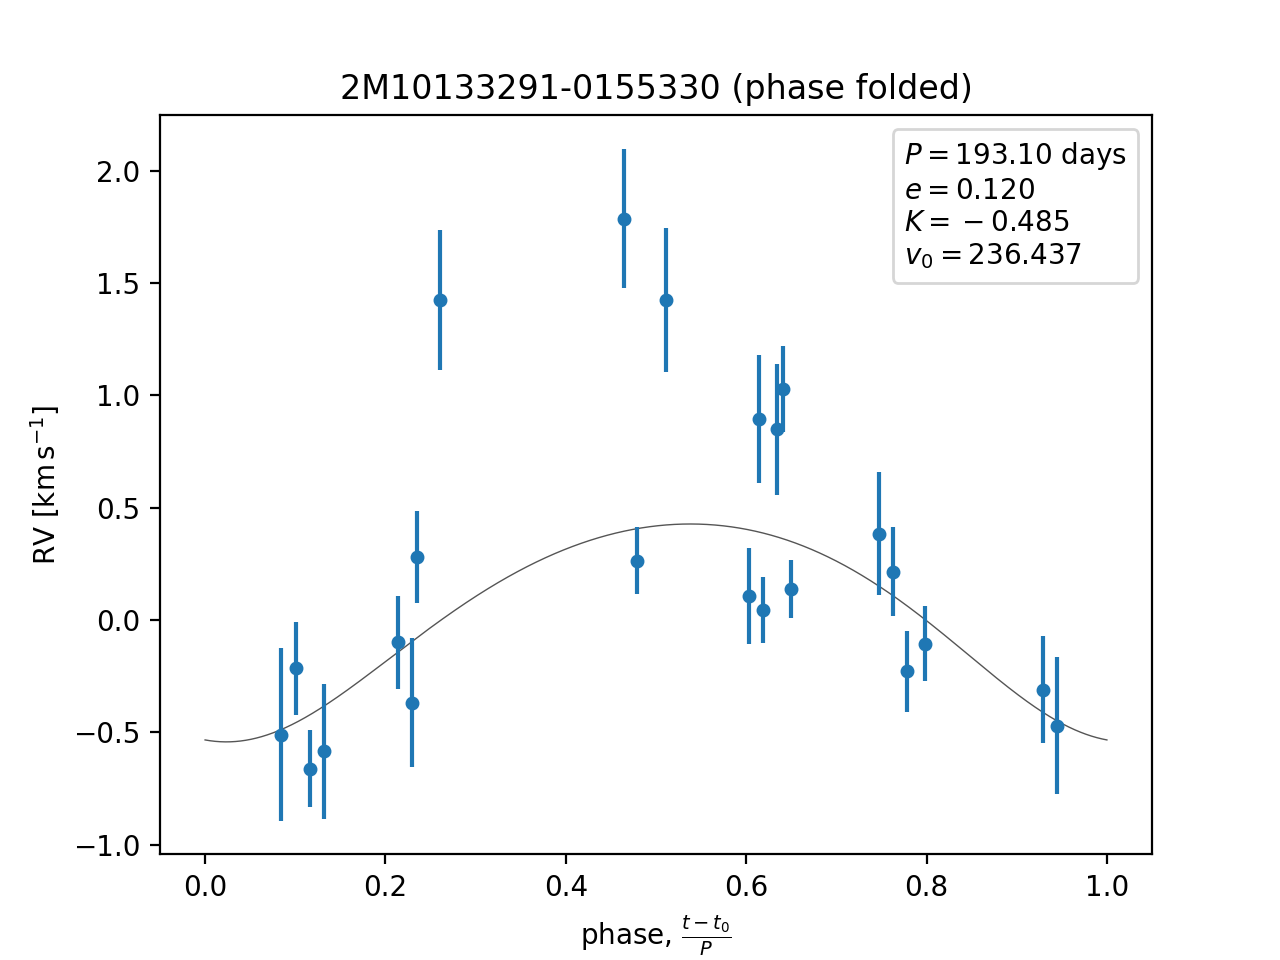 2M10133291-0155330 (phase folded)
P = 193.10 days
e = 0.120
K = −0.485
v₀ = 236.437
RV [km s⁻¹]
2.0
1.5
1.0
0.5
0.0
−0.5
−1.0
0.0 0.2 0.4 0.6 0.8 1.0
phase, (t − t₀)/P